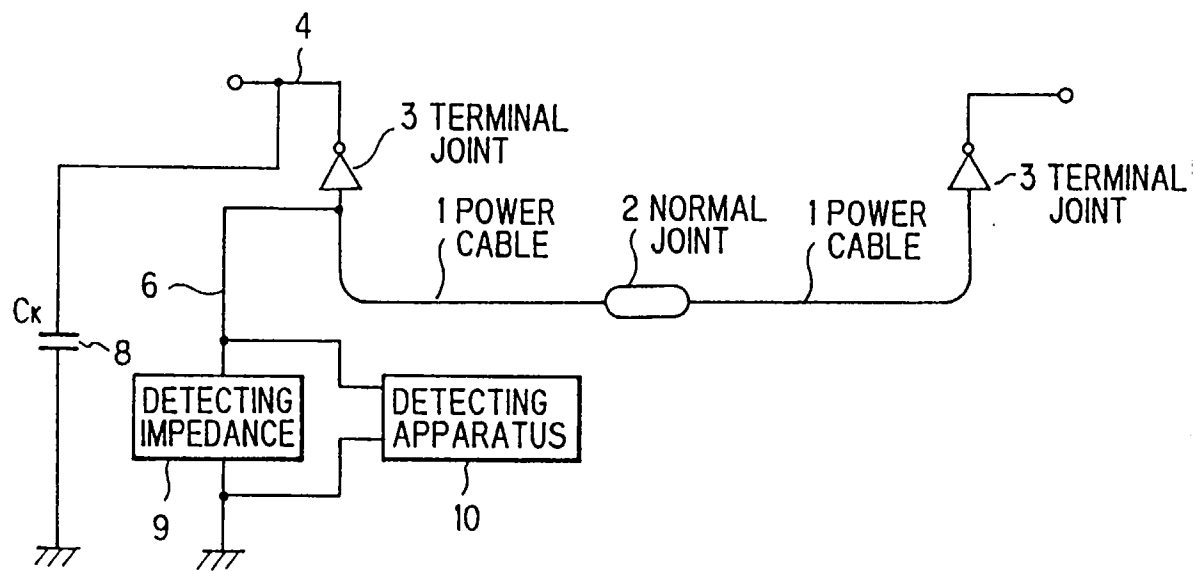 4
3 TERMINAL
JOINT
3 TERMINAL
JOINT
1 POWER
CABLE
2 NORMAL
JOINT
1 POWER
CABLE
6
CK
8
DETECTING
IMPEDANCE
DETECTING
APPARATUS
9
10